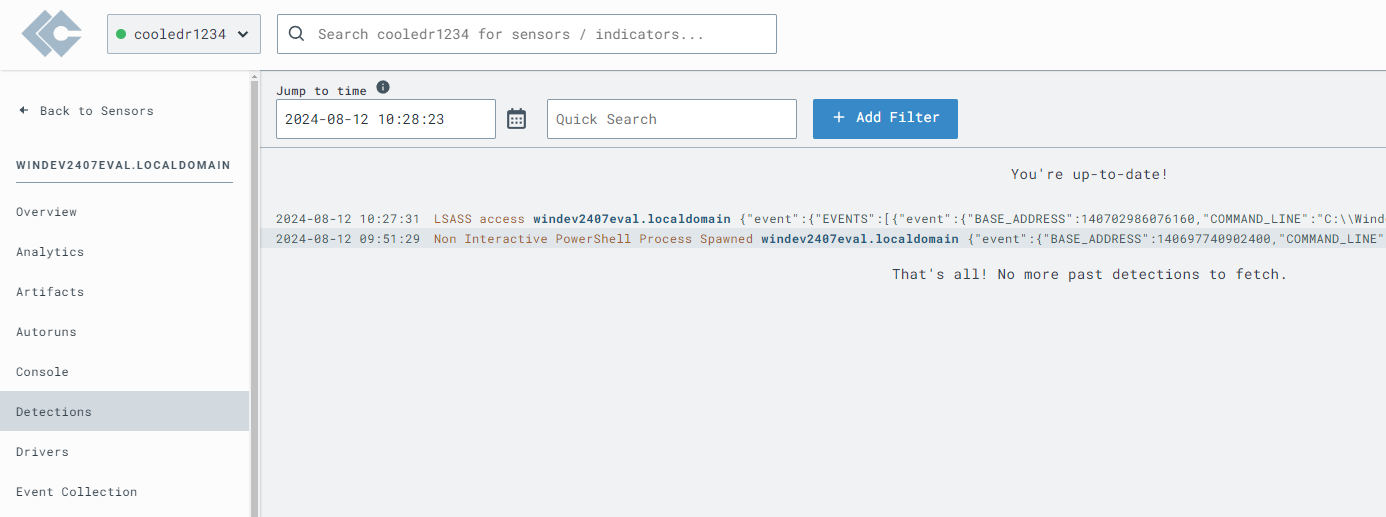 cooledr1234
Search cooledr1234 for sensors / indicators...
Back to Sensors
WINDEV2407EVAL.LOCALDOMAIN
Overview
Analytics
Artifacts
Autoruns
Console
Detections
Drivers
Event Collection
Jump to time
2024-08-12 10:28:23
Quick Search
+ Add Filter
You're up-to-date!
2024-08-12 10:27:31 LSASS access windev2407eval.localdomain {"event":{"EVENTS":[{"event":{"BASE_ADDRESS":140702986076160,"COMMAND_LINE":"C:\\Wind
2024-08-12 09:51:29 Non Interactive PowerShell Process Spawned windev2407eval.localdomain {"event":{"BASE_ADDRESS":140697740902400,"COMMAND_LINE"
That's all! No more past detections to fetch.